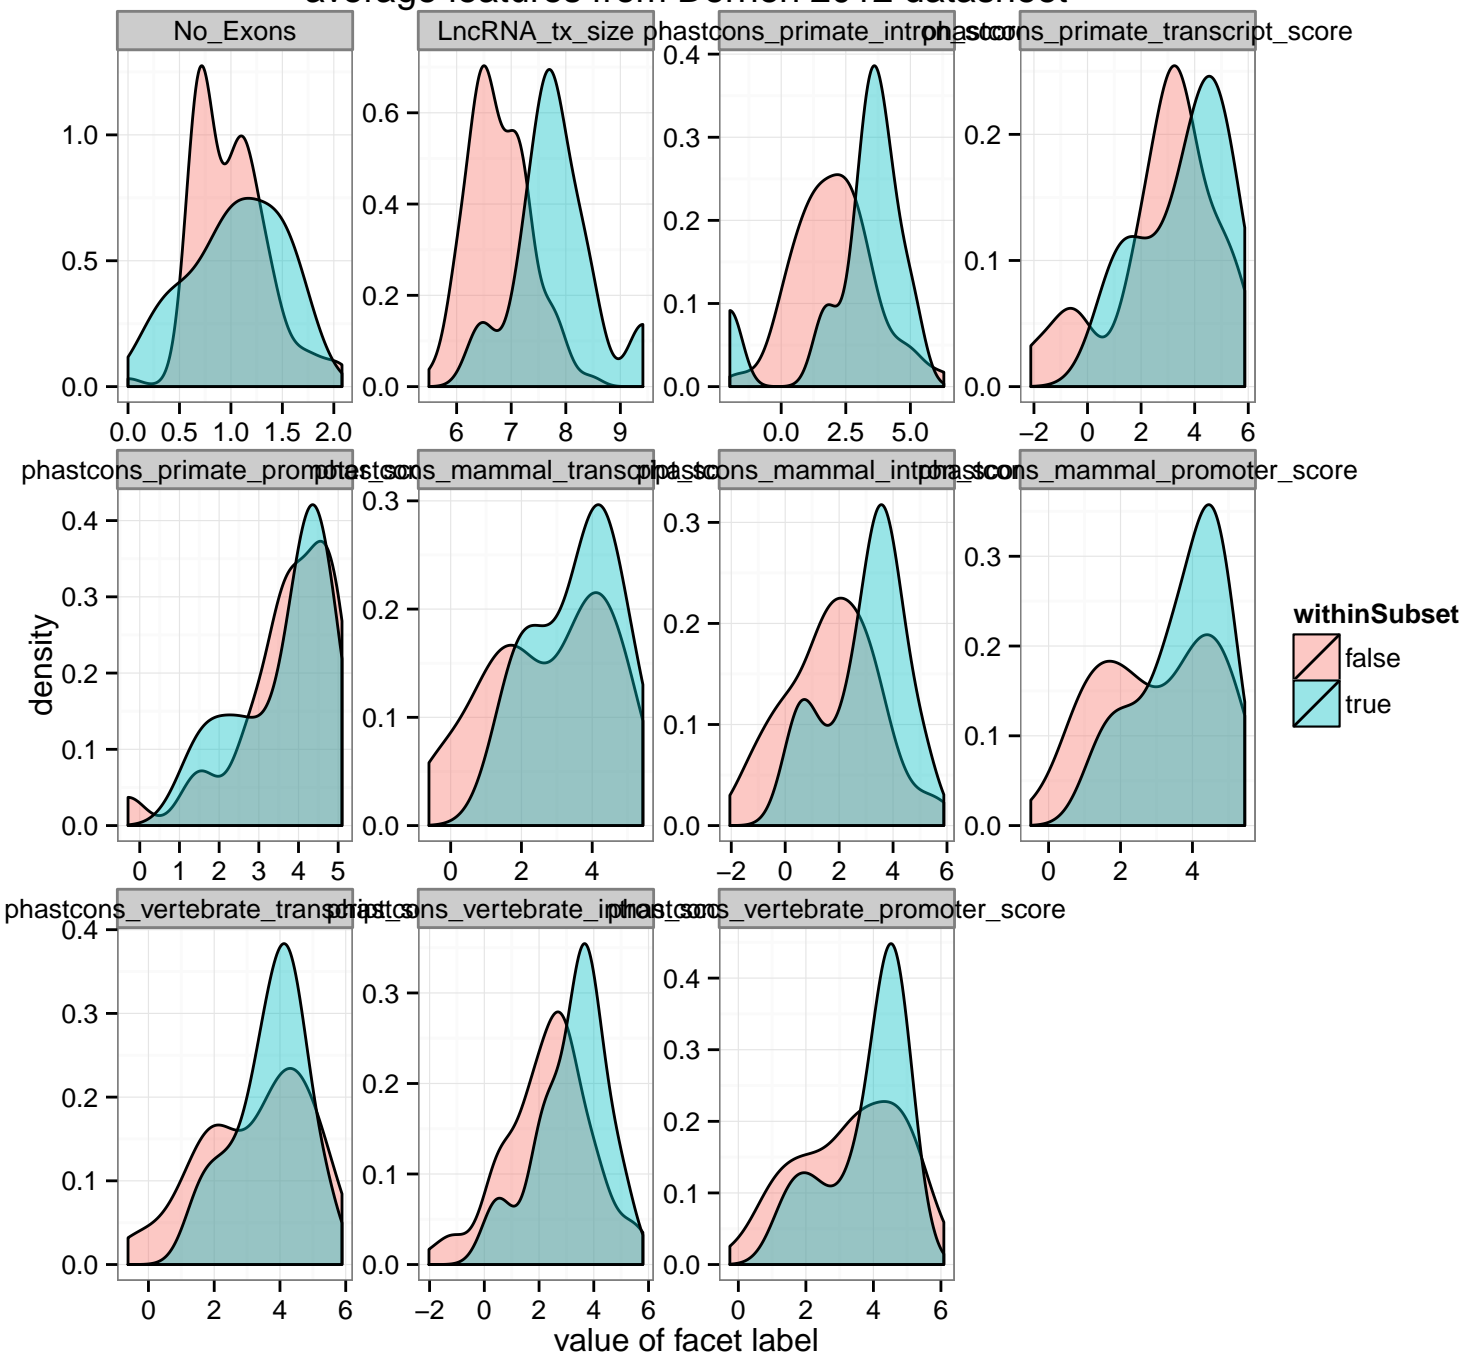 No_Exons
LncRNA_tx_size
phastcons_primate_intron_score
phastcons_primate_transcript_score
1.0
0.5
0.0
0.0 0.5 1.0 1.5 2.0
0.6
0.4
0.2
0.0
6 7 8 9
0.4
0.3
0.2
0.1
0.0
0.0 2.5 5.0
0.2
0.1
0.0
−2 0 2 4 6
phastcons_primate_promoter_score
phastcons_mammal_transcript_score
phastcons_mammal_intron_score
phastcons_mammal_promoter_score
0.4
0.3
0.2
0.1
0.0
0 1 2 3 4 5
0.3
0.2
0.1
0.0
0 2 4
0.3
0.2
0.1
0.0
−2 0 2 4 6
0.3
0.2
0.1
0.0
0 2 4
phastcons_vertebrate_transcript_score
phastcons_vertebrate_intron_score
phastcons_vertebrate_promoter_score
0.4
0.3
0.2
0.1
0.0
0 2 4 6
0.3
0.2
0.1
0.0
−2 0 2 4 6
0.4
0.3
0.2
0.1
0.0
0 2 4 6
density
value of facet label
withinSubset
false
true